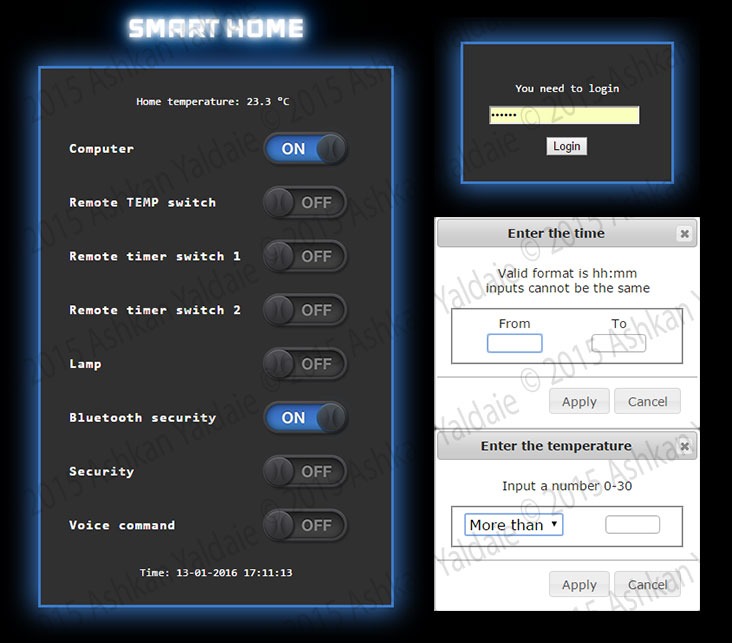 SMART HOME
Home temperature: 23.3 °C
Computer ON
Remote TEMP switch OFF
Remote timer switch 1 OFF
Remote timer switch 2 OFF
Lamp OFF
Bluetooth security ON
Security OFF
Voice command OFF
Time: 13-01-2016 17:11:13
You need to login
••••••
Login
Enter the time
Valid format is hh:mm
inputs cannot be the same
From To
Apply Cancel
Enter the temperature
Input a number 0-30
More than
Apply Cancel
© 2015 Ashkan Yaldaie